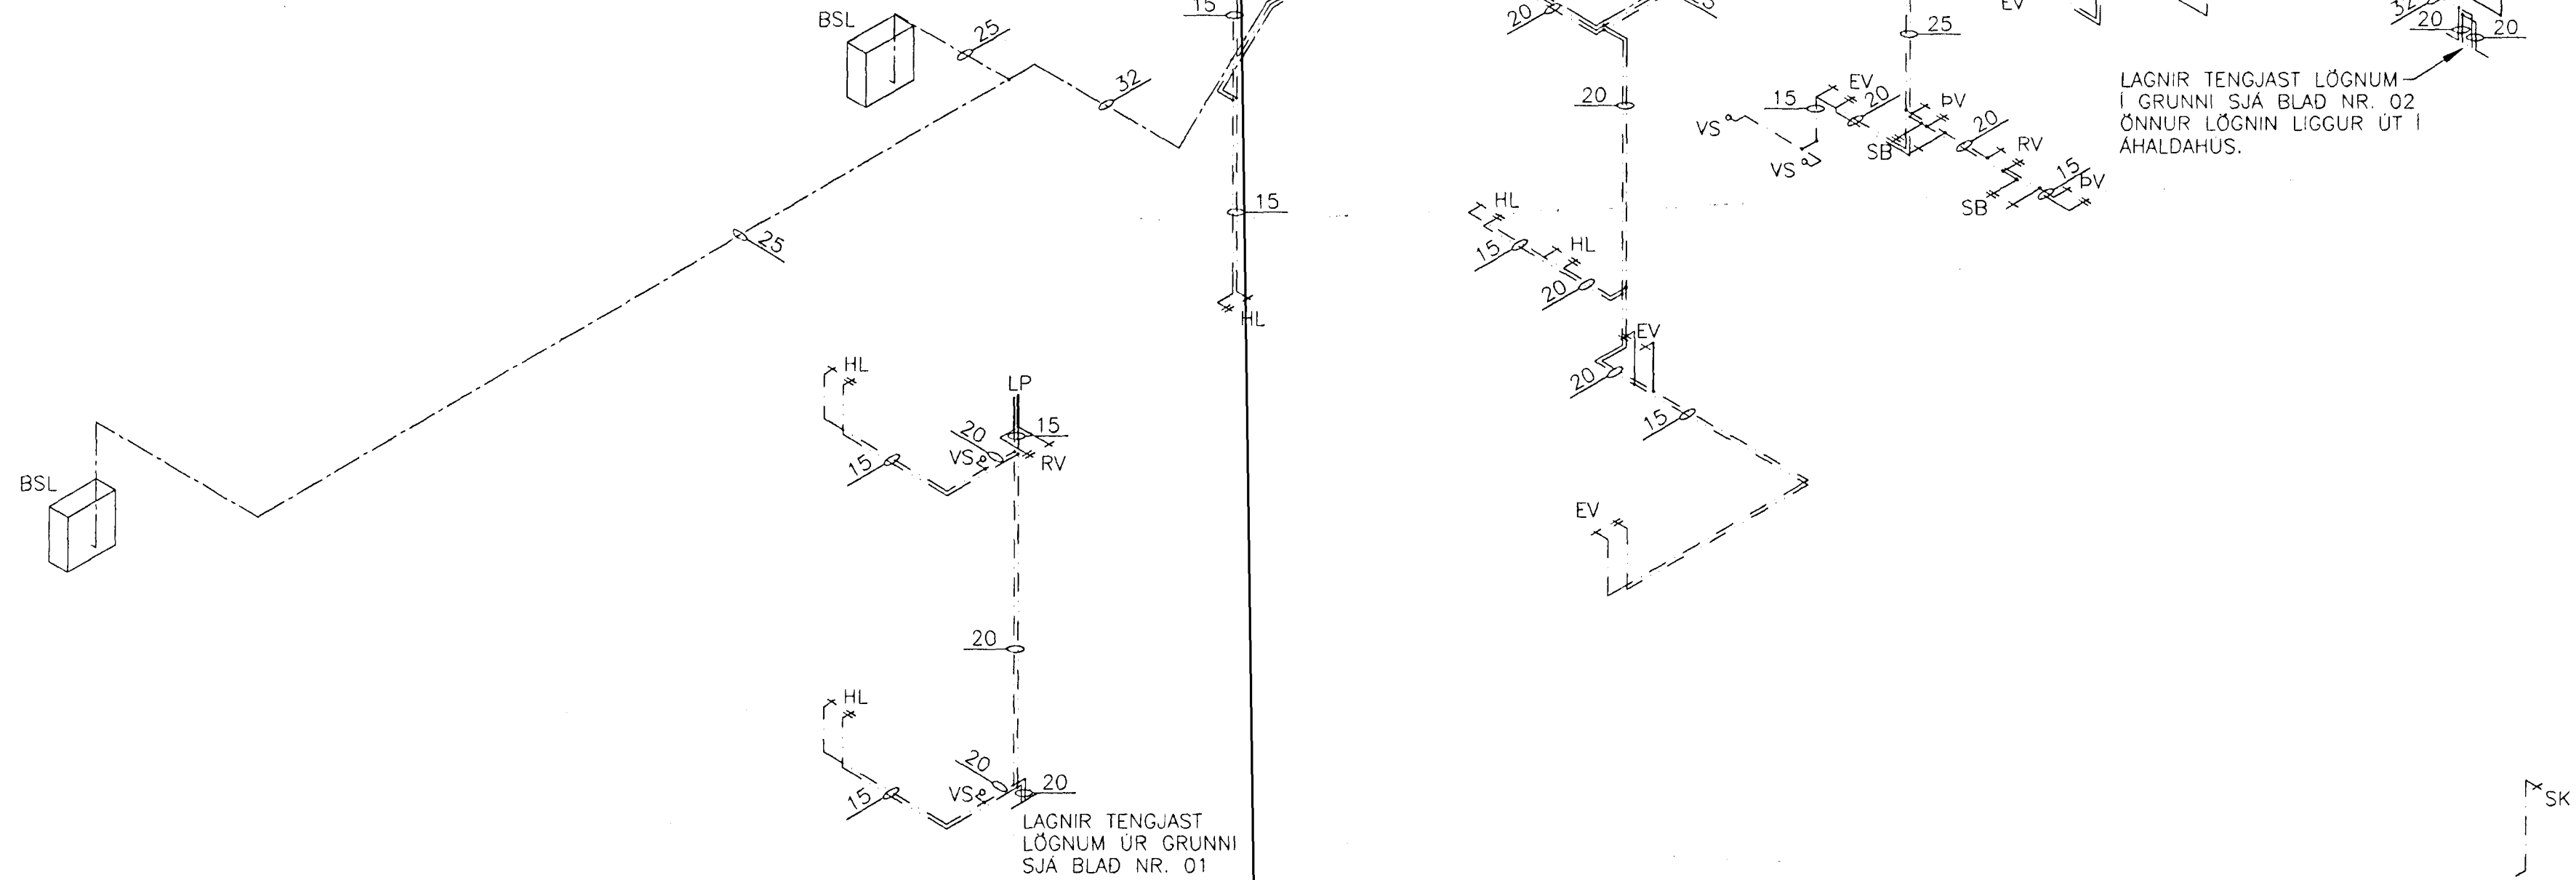 BSL
25
32
15
20
EV
25
32
20
20
LAGNIR TENGJAST LÖGNUM
Í GRUNNI SJÁ BLAÐ NR. 02
ÖNNUR LÖGNIN LIGGUR ÚT Í
ÁHALDAHÚS.
20
15
EV
20
ÞV
VS
VS
SB
20
RV
15
ÞV
SB
25
15
HL
HL
15
HL
20
EV
20
15
HL
LP
20
15
VS
RV
15
BSL
EV
20
HL
20
VS
20
15
SK
LAGNIR TENGJAST
LÖGNUM ÚR GRUNNI
SJÁ BLAÐ NR. 01